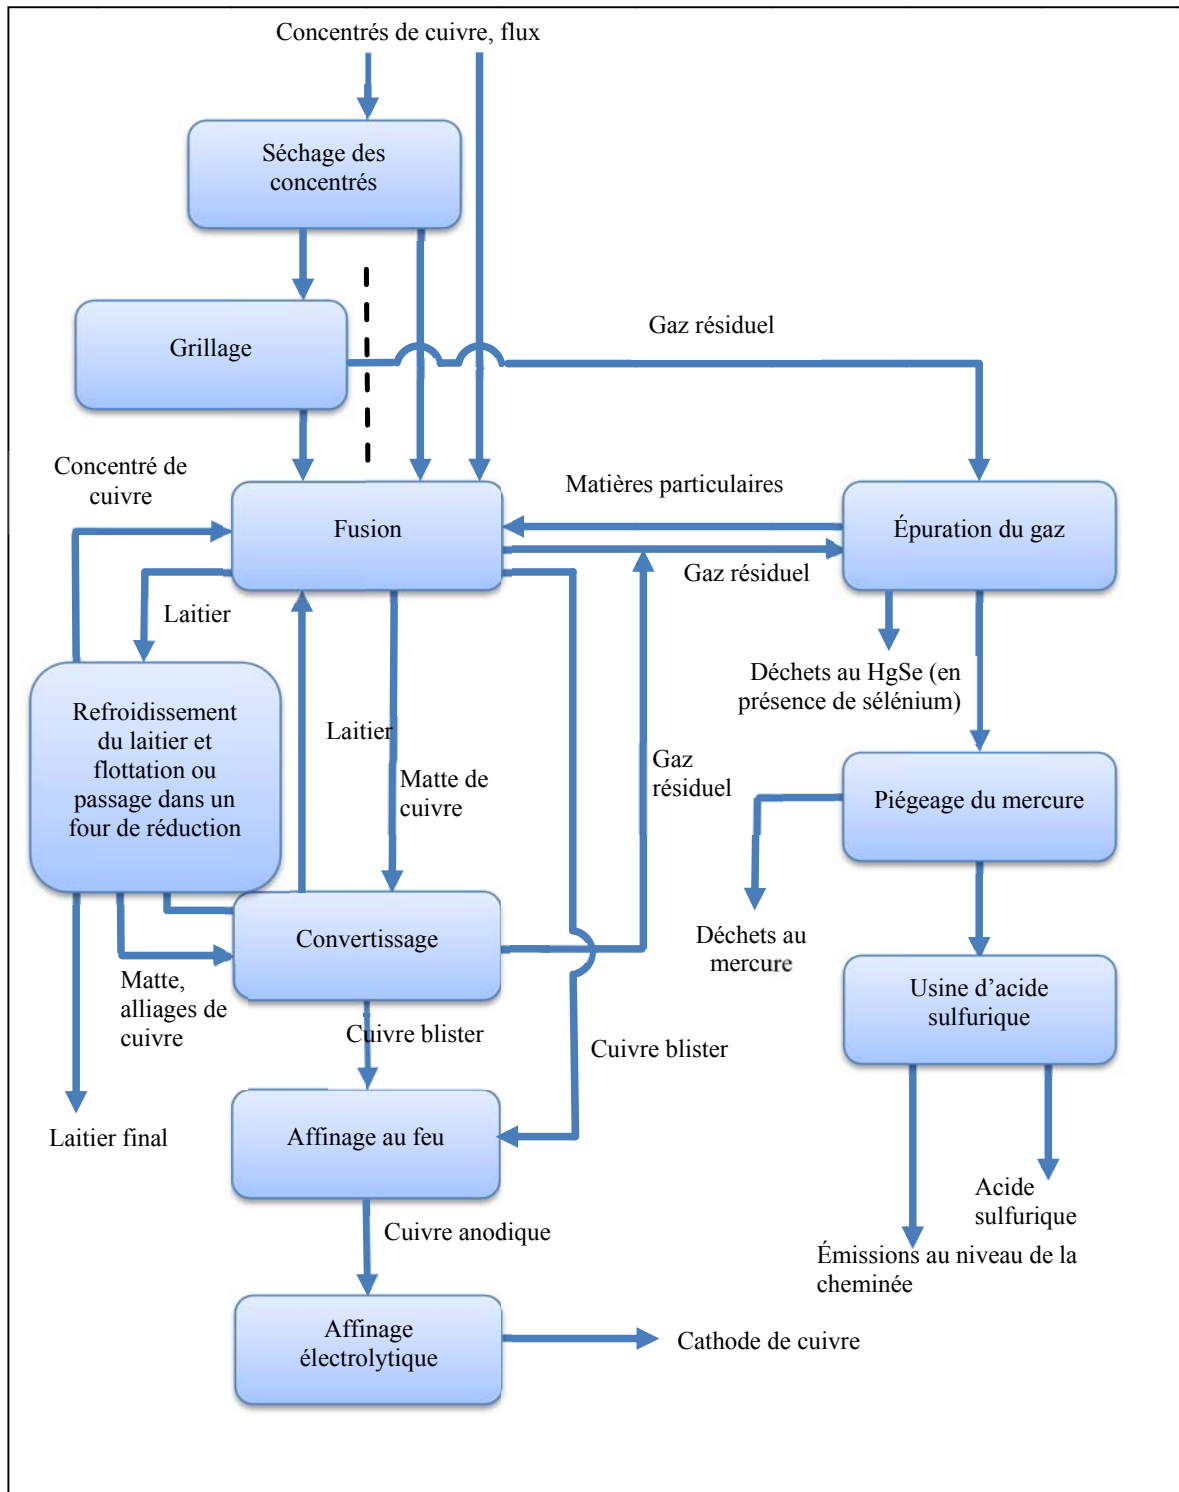 Concentrés de cuivre, flux
Séchage des
concentrés
Grillage
Gaz résiduel
Concentré de
cuivre
Fusion
Matières particulaires
Épuration du gaz
Gaz résiduel
Laitier
Déchets au HgSe (en
présence de sélénium)
Refroidissement
du laitier et
flottation ou
passage dans un
four de réduction
Laitier
Matte de
cuivre
Gaz
résiduel
Piégeage du mercure
Déchets au
mercure
Convertissage
Matte,
alliages de
cuivre
Usine d’acide
sulfurique
Cuivre blister
Cuivre blister
Laitier final
Affinage au feu
Acide
sulfurique
Cuivre anodique
Émissions au niveau de la
cheminée
Affinage
électrolytique
Cathode de cuivre